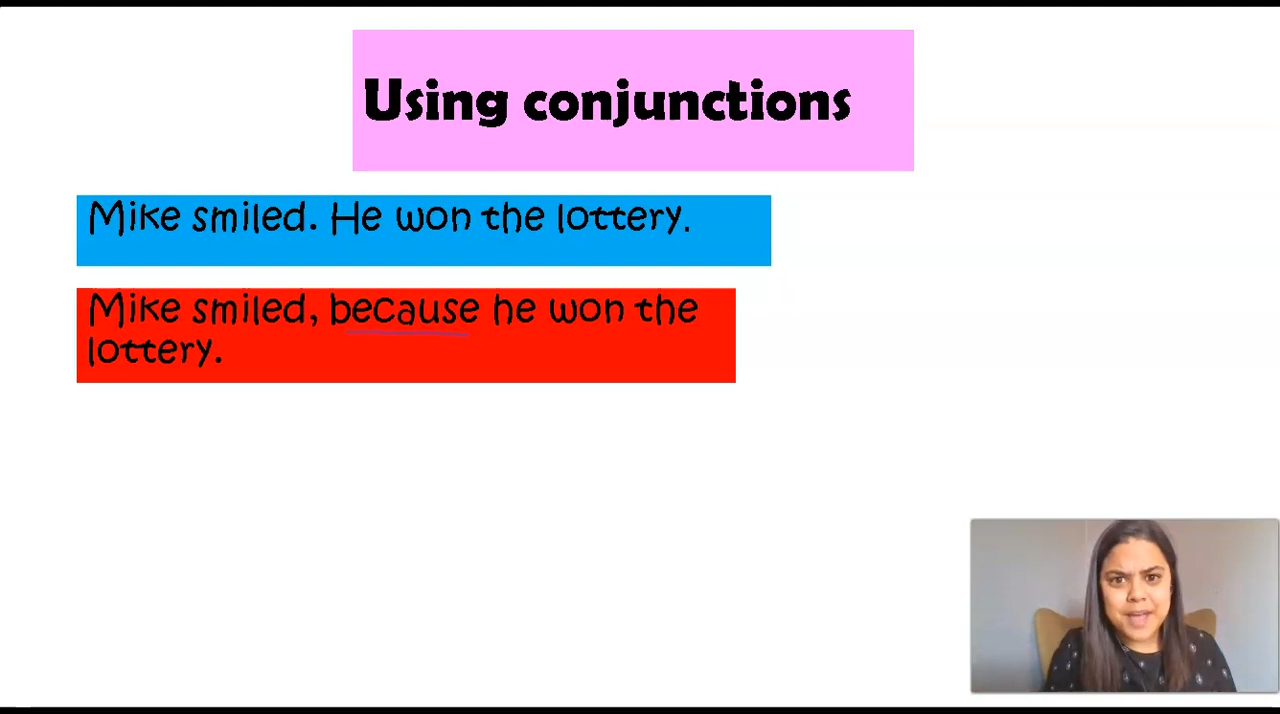 Using conjunctions
Mike smiled. He won the lottery.
Mike smiled, because he won the
lottery.